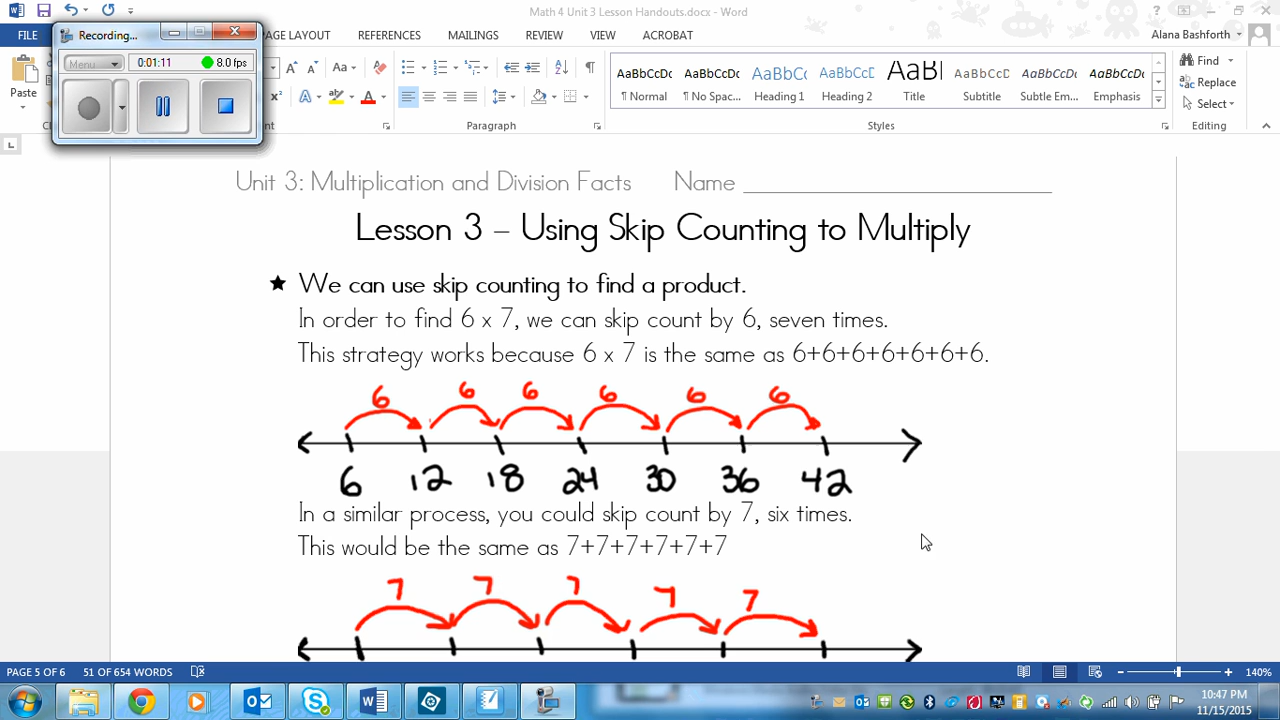 Math 4 Unit 3 Lesson Handouts.docx - Word
FILE
PAGE LAYOUT REFERENCES MAILINGS REVIEW VIEW ACROBAT
Alana Bashforth
Recording...
Menu 0:01:11 8.0 fps
Paste
Paragraph
AaBbCcDc AaBbCcDc AaBbCc AaBbCcD AaBb AaBbCcD AaBbCcDc AaBbCcDc
¶ Normal ¶ No Spac... Heading 1 Heading 2 Title Subtitle Subtle Em... Emphasis
Styles
Find
Replace
Select
Editing
Unit 3: Multiplication and Division Facts Name
Lesson 3 – Using Skip Counting to Multiply
★ We can use skip counting to find a product.
In order to find 6 x 7, we can skip count by 6, seven times.
This strategy works because 6 x 7 is the same as 6+6+6+6+6+6+6.
6 6 6 6 6 6
6 12 18 24 30 36 42
In a similar process, you could skip count by 7, six times.
This would be the same as 7+7+7+7+7+7
7 7 7 7 7
PAGE 5 OF 6 51 OF 654 WORDS
140%
10:47 PM
11/15/2015